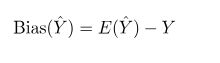 Bias(Ŷ) = E(Ŷ) − Y